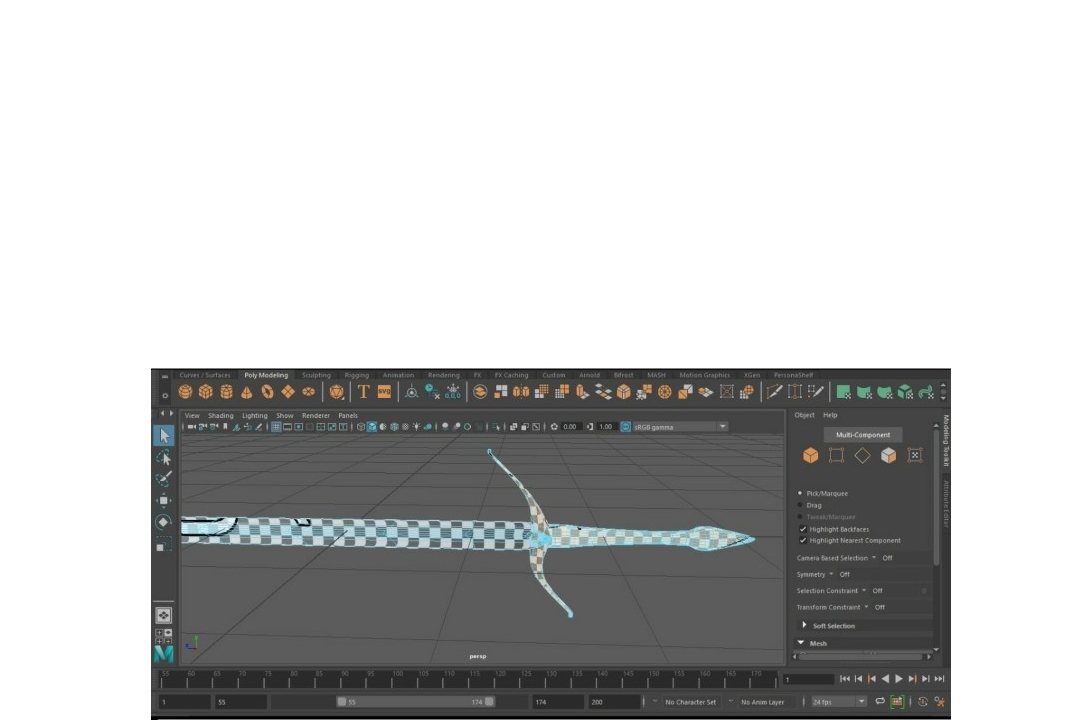 Curves / Surfaces Poly Modeling Sculpting Rigging Animation Rendering FX FX Caching Custom Arnold Bifrost MASH Motion Graphics XGen PersonaShelf
T SVG 0,0,0
View Shading Lighting Show Renderer Panels
0.00 1.00 sRGB gamma
Object Help
Multi-Component
Pick/Marquee
Drag
Tweak/Marquee
Highlight Backfaces
Highlight Nearest Component
Camera Based Selection Off
Symmetry Off
Selection Constraint Off
Transform Constraint Off
Soft Selection
Mesh
Modeling Toolkit
Attribute Editor
persp
55 60 65 70 75 80 85 90 95 100 105 110 115 120 125 130 135 140 145 150 155 160 165 170 1
1 55 55 174 174 200 No Character Set No Anim Layer 24 fps